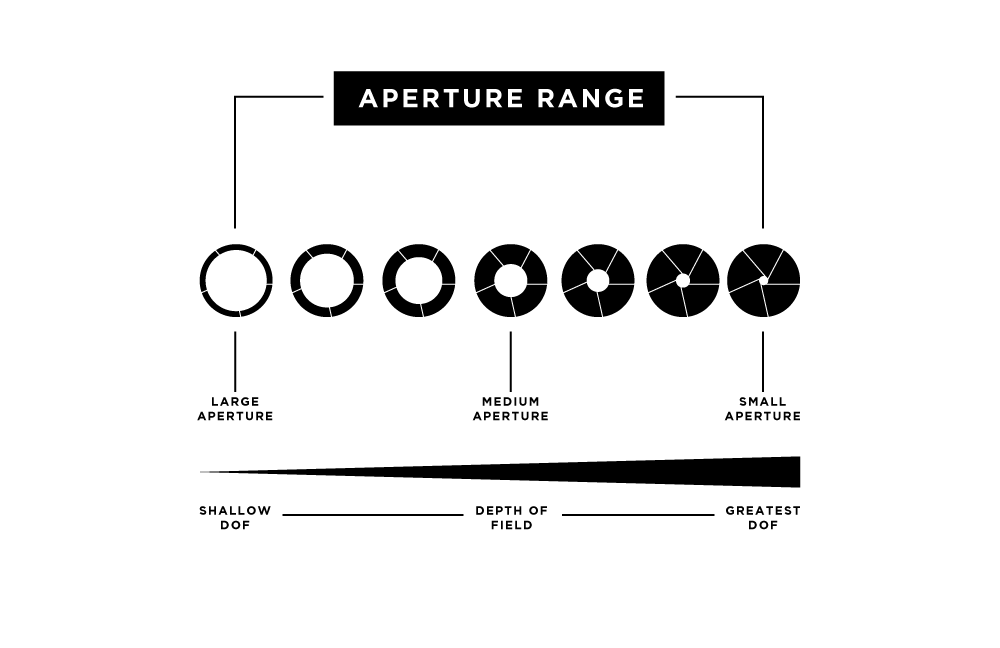 APERTURE RANGE
LARGE
APERTURE
MEDIUM
APERTURE
SMALL
APERTURE
SHALLOW
DOF
DEPTH OF
FIELD
GREATEST
DOF